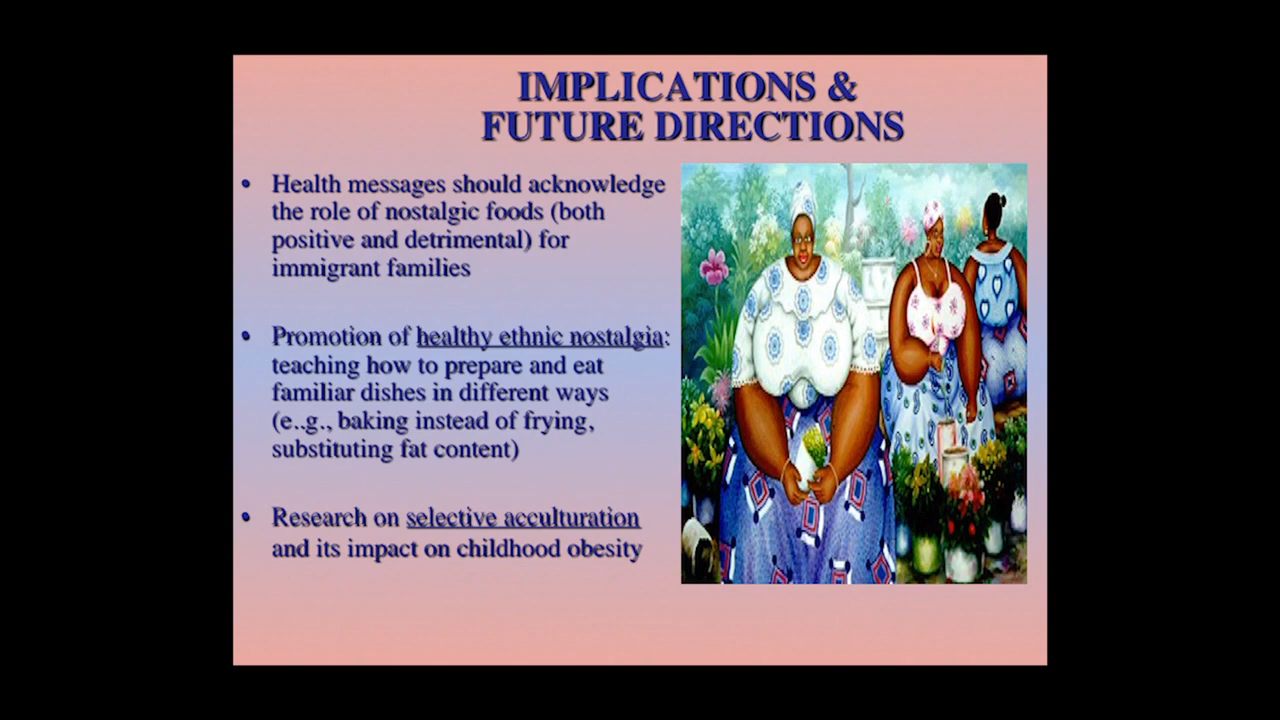 IMPLICATIONS &
FUTURE DIRECTIONS
• Health messages should acknowledge
the role of nostalgic foods (both
positive and detrimental) for
immigrant families
• Promotion of healthy ethnic nostalgia:
teaching how to prepare and eat
familiar dishes in different ways
(e..g., baking instead of frying,
substituting fat content)
• Research on selective acculturation
and its impact on childhood obesity